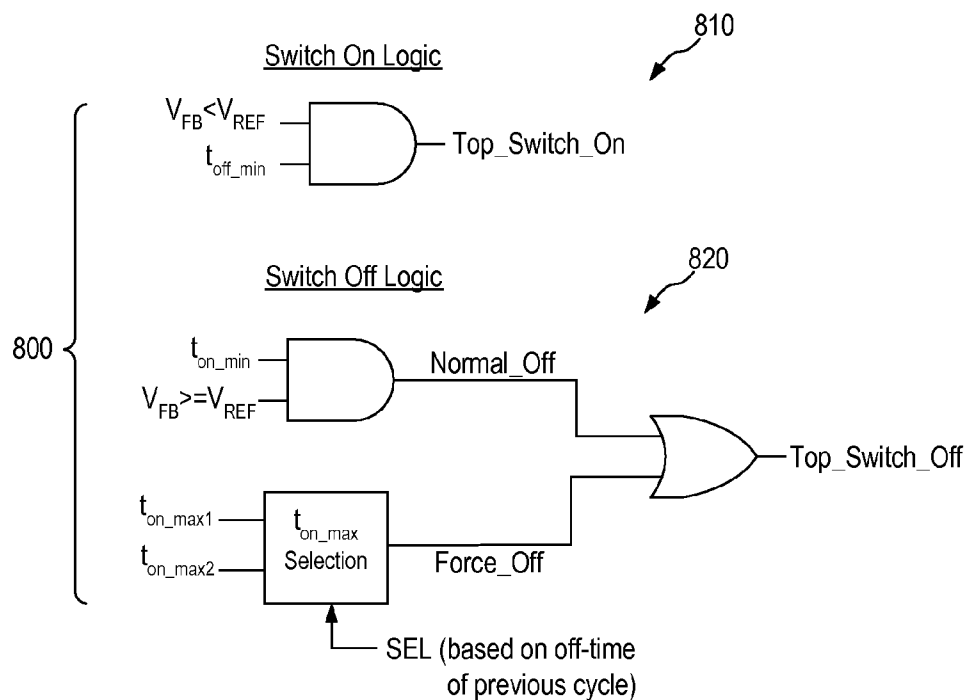 810
Switch On Logic
V_FB<V_REF
t_off_min
Top_Switch_On
820
Switch Off Logic
800
t_on_min
Normal_Off
V_FB>=V_REF
Top_Switch_Off
t_on_max1
t_on_max
Selection
t_on_max2
Force_Off
SEL (based on off-time
of previous cycle)